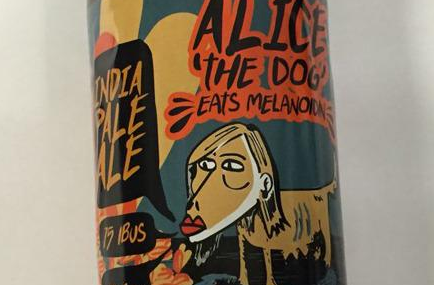 ALICE
'THE DOG'
EATS MELANOIDIN
INDIA
PALE
ALE
75 IBUS